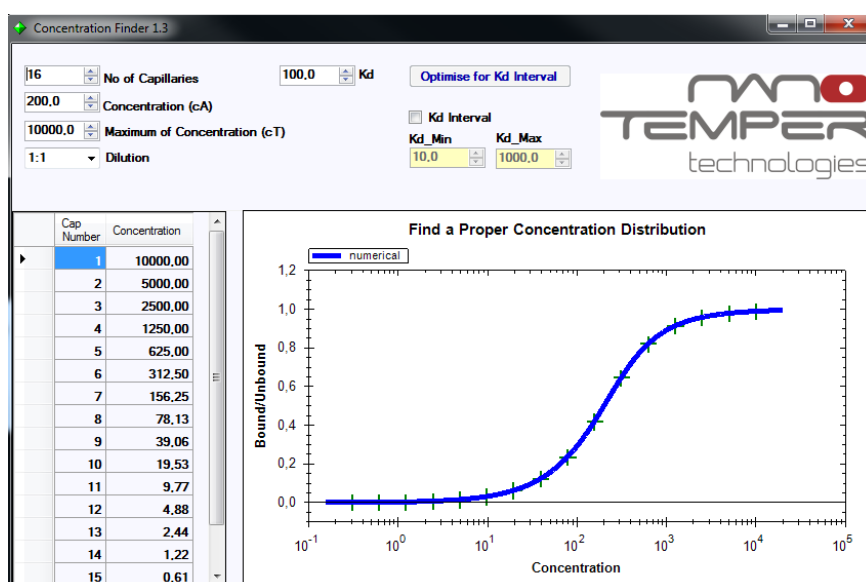 Concentration Finder 1.3
16 No of Capillaries 100,0 Kd Optimise for Kd Interval
200,0 Concentration (cA) Kd Interval
10000,0 Maximum of Concentration (cT) Kd_Min Kd_Max
1:1 Dilution 10,0 1000,0
NANO
TEMPER
technologies
Cap Number Concentration
1 10000,00
2 5000,00
3 2500,00
4 1250,00
5 625,00
6 312,50
7 156,25
8 78,13
9 39,06
10 19,53
11 9,77
12 4,88
13 2,44
14 1,22
15 0,61
Find a Proper Concentration Distribution
numerical
Bound/Unbound
1,2
1,0
0,8
0,6
0,4
0,2
0,0
10-1 100 101 102 103 104 105
Concentration